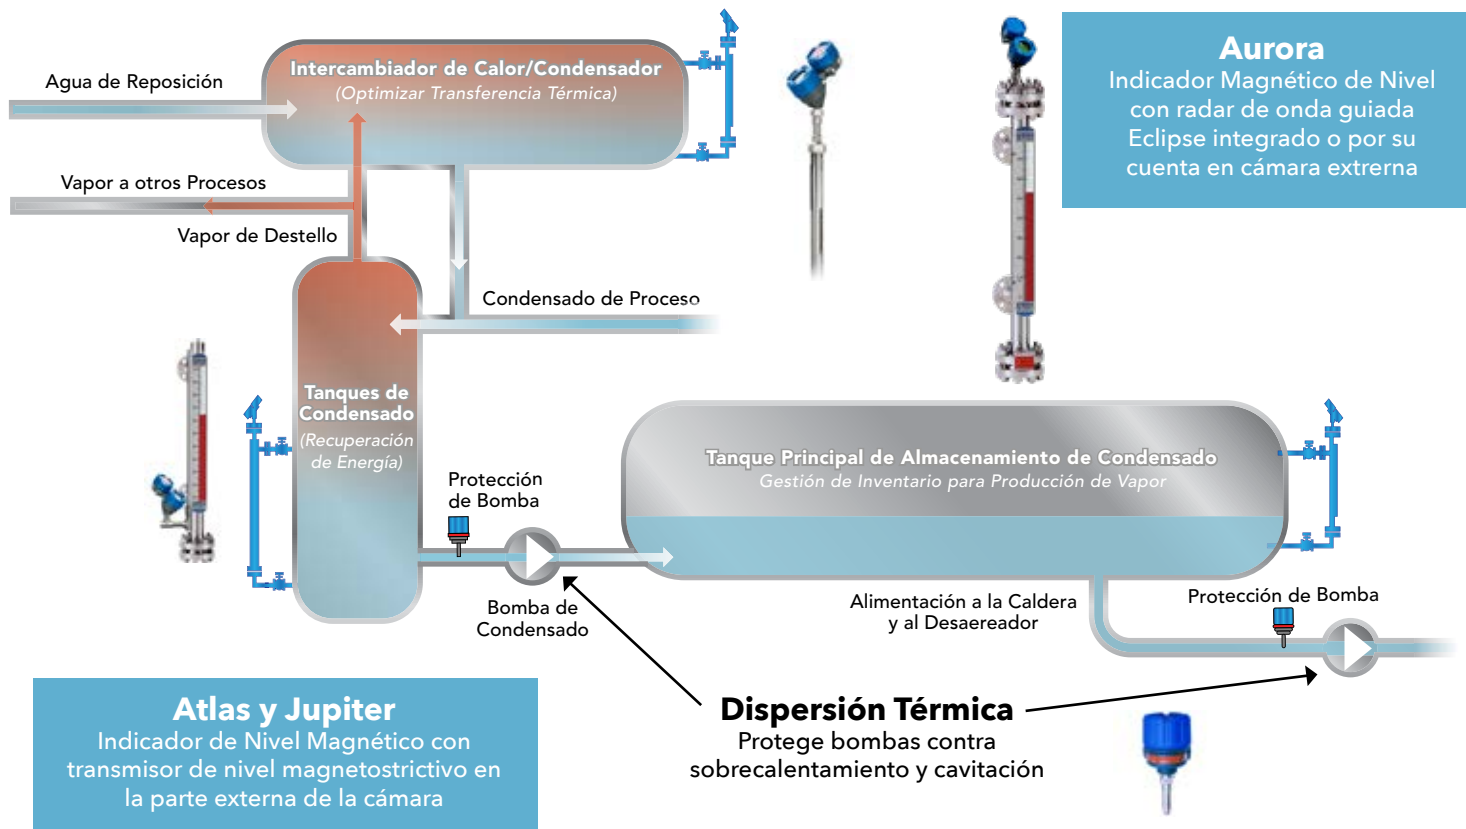 Agua de Reposición
Intercambiador de Calor/Condensador
(Optimizar Transferencia Térmica)
Aurora
Indicador Magnético de Nivel
con radar de onda guiada
Eclipse integrado o por su
cuenta en cámara extrerna
Vapor a otros Procesos
Vapor de Destello
Condensado de Proceso
Tanques de
Condensado
(Recuperación
de Energía)
Protección
de Bomba
Bomba de
Condensado
Tanque Principal de Almacenamiento de Condensado
Gestión de Inventario para Producción de Vapor
Alimentación a la Caldera
y al Desaereador
Protección de Bomba
Atlas y Jupiter
Indicador de Nivel Magnético con
transmisor de nivel magnetostrictivo en
la parte externa de la cámara
Dispersión Térmica
Protege bombas contra
sobrecalentamiento y cavitación